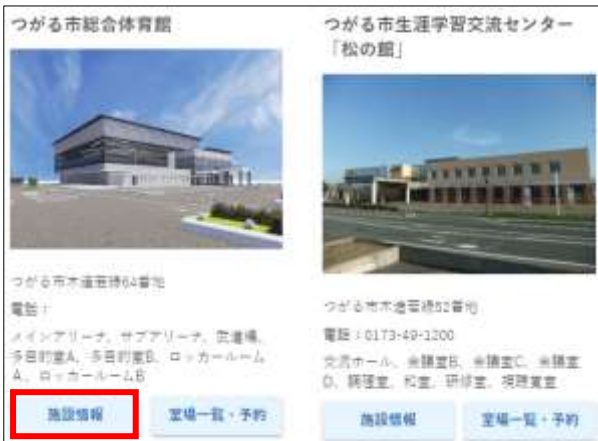 つがる市総合体育館
つがる市木造若緑64番地
電話：
メインアリーナ、サブアリーナ、武道場、
多目的室A、多目的室B、ロッカールーム
A、ロッカールームB
施設情報
室場一覧・予約
つがる市生涯学習交流センター
「松の館」
つがる市木造若緑52番地
電話：0173-49-1200
交流ホール、会議室B、会議室C、会議室
D、調理室、和室、研修室、視聴覚室
施設情報
室場一覧・予約